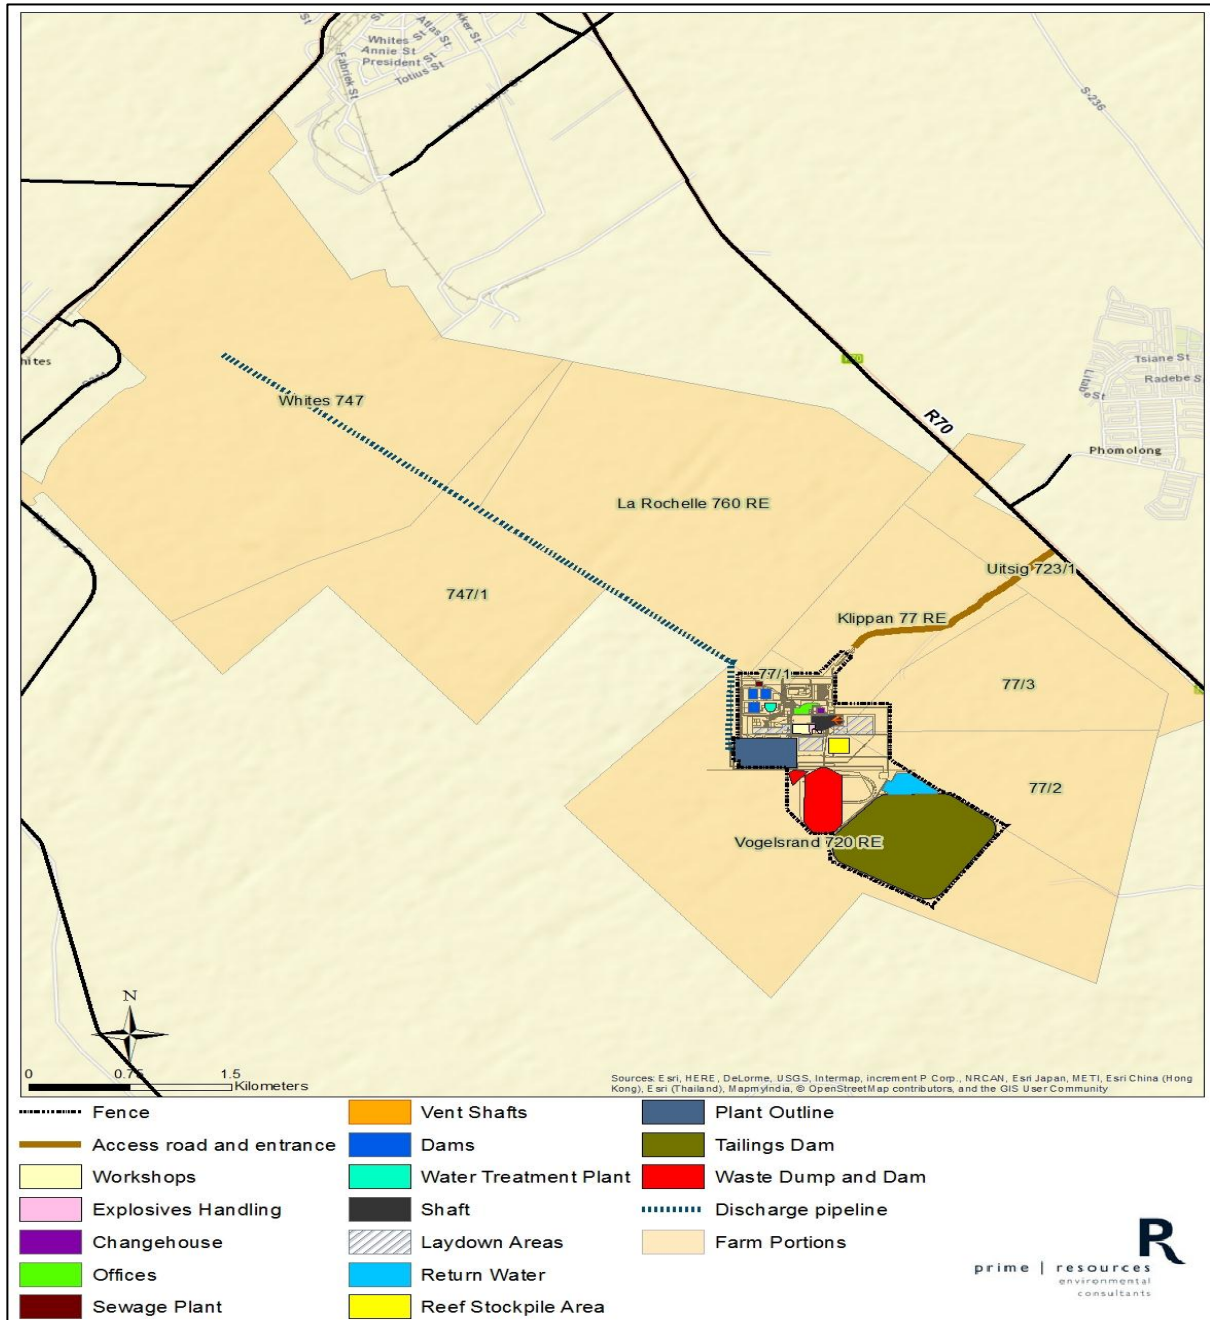 Atlas St
Whites
Annie St
President St
Totius St
Fabriek St
S-236
Tsiane St
Radebe S
Litabe St
hites
Whites 747
R70
Phomolong
La Rochelle 760 RE
Uitsig 723/1
747/1
Klippan 77 RE
77/1
77/3
77/2
Vogelsrand 720 RE
N
0 0.75 1.5
Kilometers
Sources: Esri, HERE, DeLorme, USGS, Intermap, increment P Corp., NRCAN, Esri Japan, METI, Esri China (Hong
Kong), Esri (Thailand), MapmyIndia, © OpenStreetMap contributors, and the GIS User Community
Fence
Access road and entrance
Workshops
Explosives Handling
Changehouse
Offices
Sewage Plant
Vent Shafts
Dams
Water Treatment Plant
Shaft
Laydown Areas
Return Water
Reef Stockpile Area
Plant Outline
Tailings Dam
Waste Dump and Dam
Discharge pipeline
Farm Portions
R
prime | resources
environmental
consultants